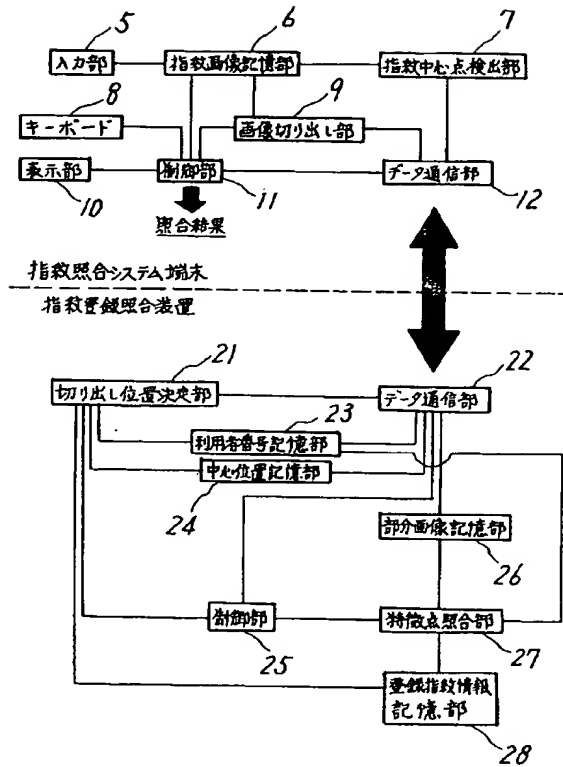 5
6
7
入力部
指紋画像記憶部
指紋中心点検出部
8
9
キーボード
画像切り出し部
表示部
制御部
データ通信部
10
11
12
照合結果
指紋照合システム端末
指紋登録照合装置
21
22
切り出し位置決定部
データ通信部
23
利用者番号記憶部
中心位置記憶部
24
部分画像記憶部
26
制御部
特徴点照合部
25
27
登録指紋情報
記憶部
28